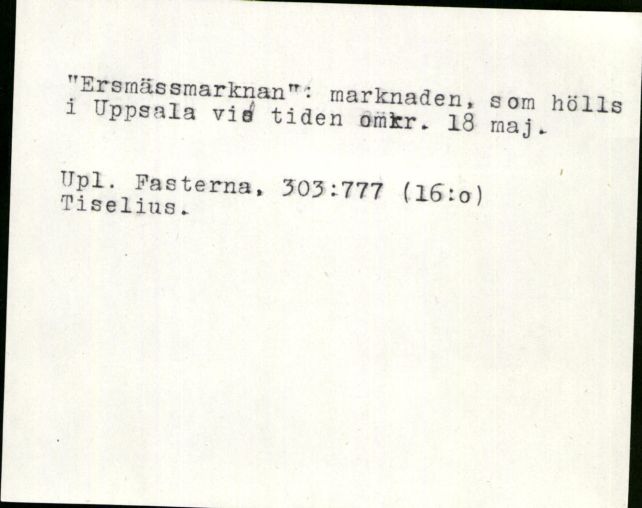 "Ersmässmarknan": marknaden, som hölls
i Uppsala vid tiden omkr. 18 maj.
Upl. Fasterna, 303:777 (16:o)
Tiselius.